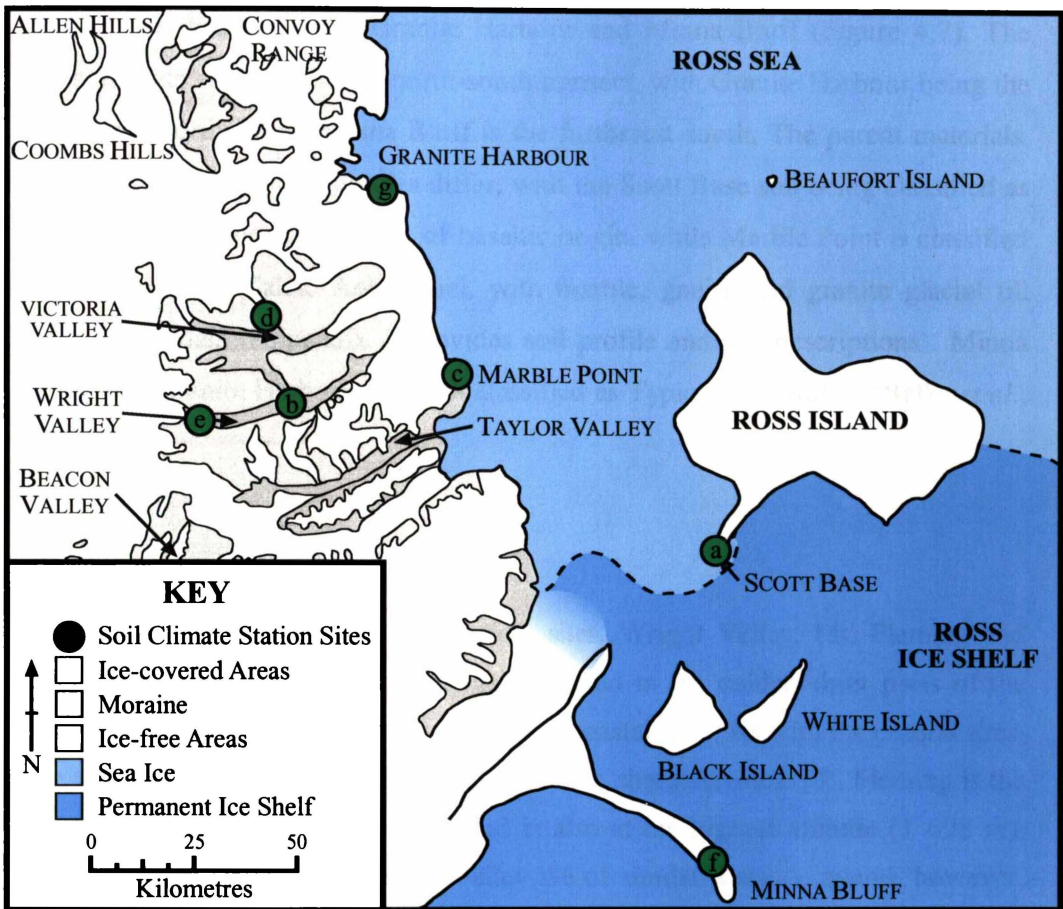 ALLEN HILLS
CONVOY
RANGE
COOMBS HILLS
ROSS SEA
GRANITE HARBOUR
g
BEAUFORT ISLAND
VICTORIA
VALLEY
d
c
MARBLE POINT
WRIGHT
VALLEY
e
b
TAYLOR VALLEY
ROSS ISLAND
BEACON
VALLEY
a
SCOTT BASE
ROSS
ICE SHELF
WHITE ISLAND
BLACK ISLAND
f
MINNA BLUFF
KEY
Soil Climate Station Sites
Ice-covered Areas
Moraine
Ice-free Areas
Sea Ice
Permanent Ice Shelf
N
0 25 50
Kilometres